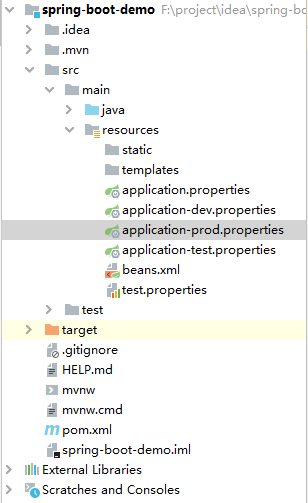 spring-boot-demo F:\project\idea\spring-bo
.idea
.mvn
src
main
java
resources
static
templates
application.properties
application-dev.properties
application-prod.properties
application-test.properties
beans.xml
test.properties
test
target
.gitignore
HELP.md
mvnw
mvnw.cmd
pom.xml
spring-boot-demo.iml
External Libraries
Scratches and Consoles